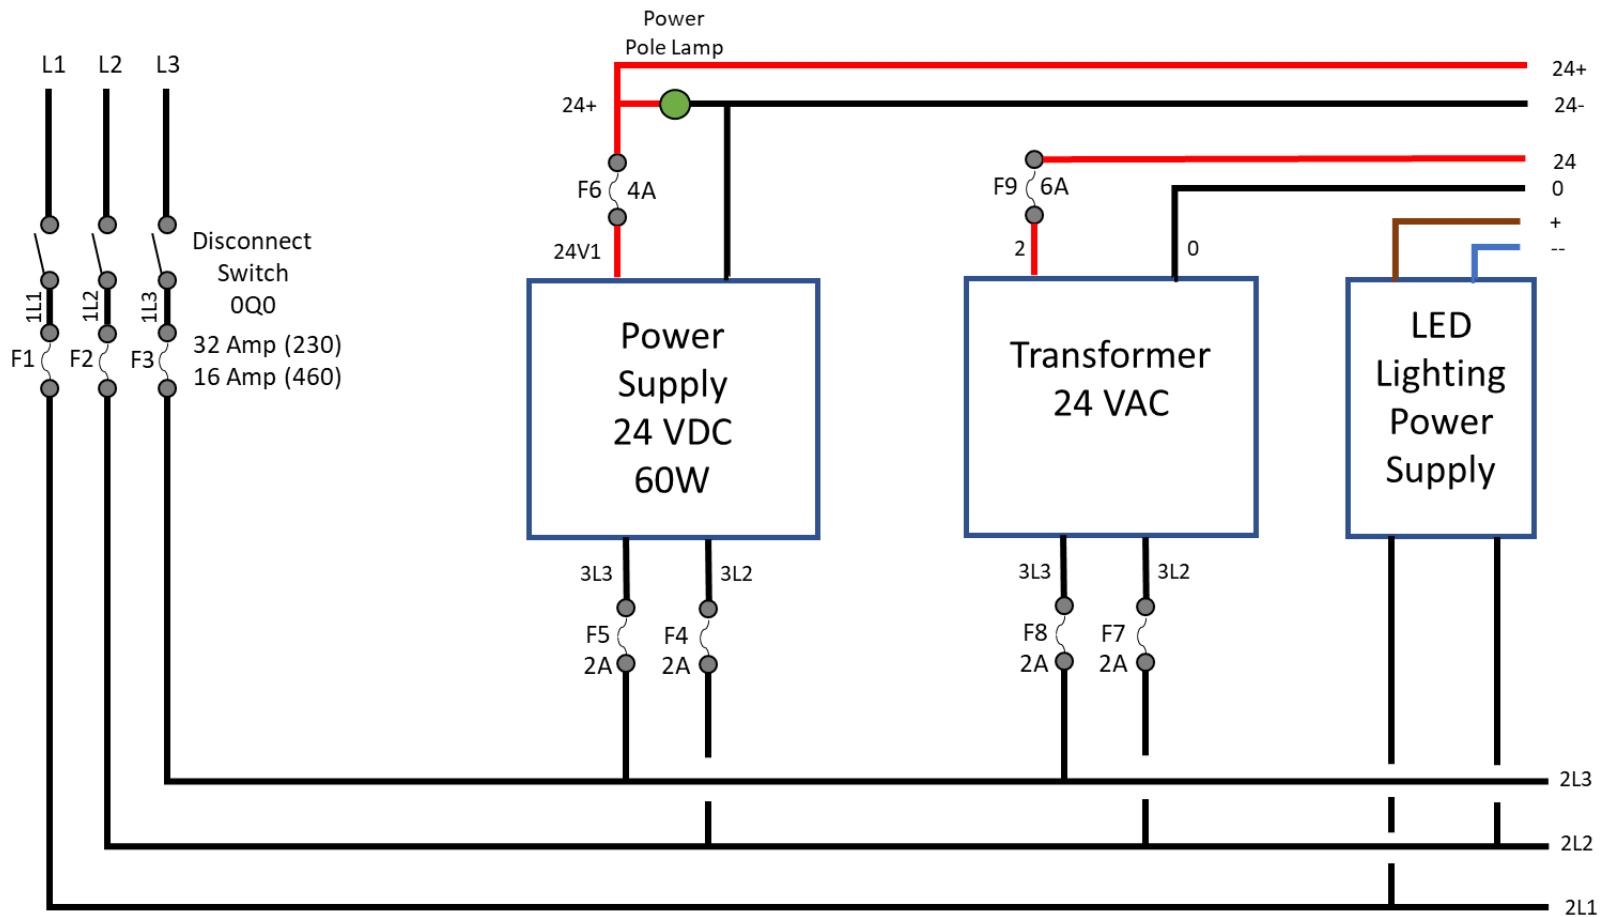 Power
Pole Lamp
L1
L2
L3
24+
24+
24-
24
0
+
--
F6
4A
24V1
F9
6A
2
0
Disconnect
Switch
0Q0
1L1
1L2
1L3
F1
F2
F3
32 Amp (230)
16 Amp (460)
Power
Supply
24 VDC
60W
Transformer
24 VAC
LED
Lighting
Power
Supply
3L3
3L2
F5
2A
F4
2A
3L3
3L2
F8
2A
F7
2A
2L3
2L2
2L1